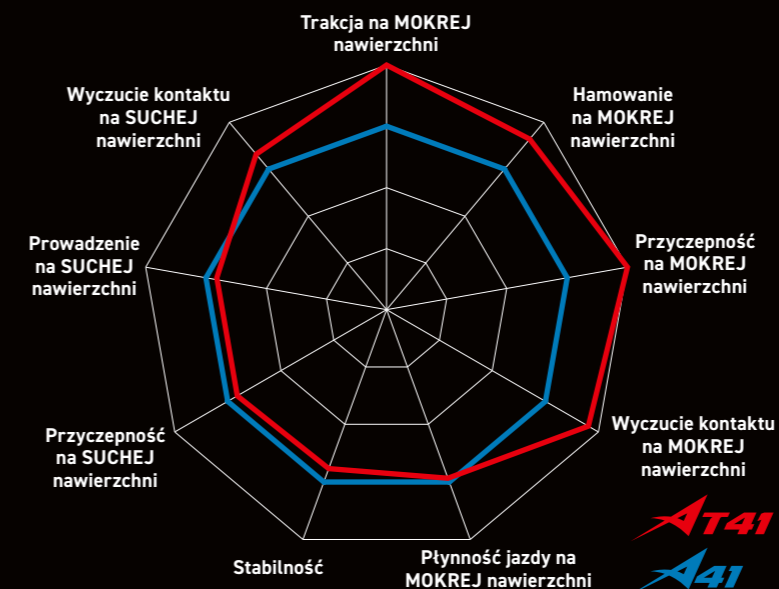 Trakcja na MOKREJ
nawierzchni
Hamowanie
na MOKREJ
nawierzchni
Przyczepność
na MOKREJ
nawierzchni
Wyczucie kontaktu
na MOKREJ
nawierzchni
Płynność jazdy na
MOKREJ nawierzchni
Stabilność
Przyczepność
na SUCHEJ
nawierzchni
Prowadzenie
na SUCHEJ
nawierzchni
Wyczucie kontaktu
na SUCHEJ
nawierzchni
AT41
A41